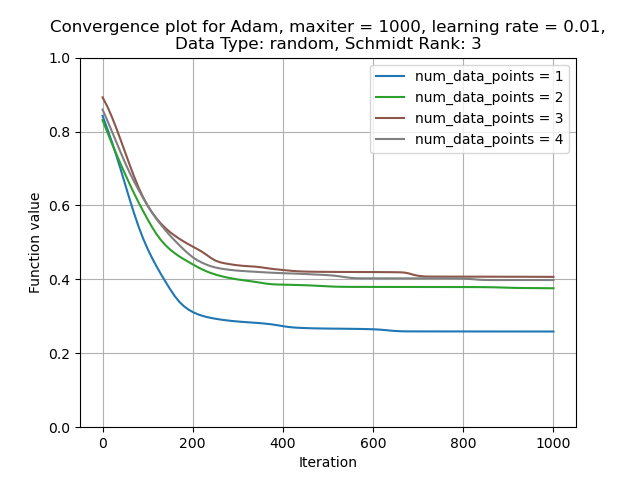 Convergence plot for Adam, maxiter = 1000, learning rate = 0.01,
Data Type: random, Schmidt Rank: 3
1.0
0.8
0.6
0.4
0.2
0.0
Function value
num_data_points = 1
num_data_points = 2
num_data_points = 3
num_data_points = 4
0 200 400 600 800 1000
Iteration